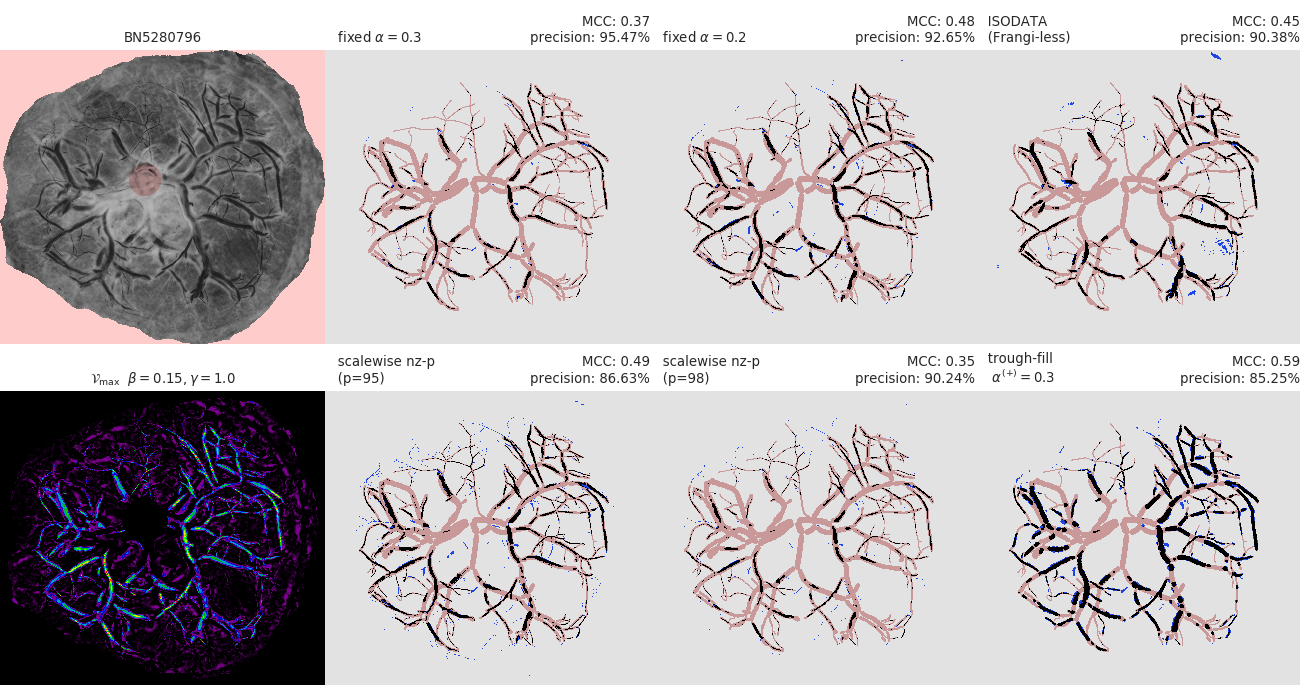 BN5280796
fixed α = 0.3
MCC: 0.37
precision: 95.47%
fixed α = 0.2
MCC: 0.48
precision: 92.65%
ISODATA
(Frangi-less)
MCC: 0.45
precision: 90.38%
𝒱max β = 0.15, γ = 1.0
scalewise nz-p
(p=95)
MCC: 0.49
precision: 86.63%
scalewise nz-p
(p=98)
MCC: 0.35
precision: 90.24%
trough-fill
α⁽⁺⁾ = 0.3
MCC: 0.59
precision: 85.25%